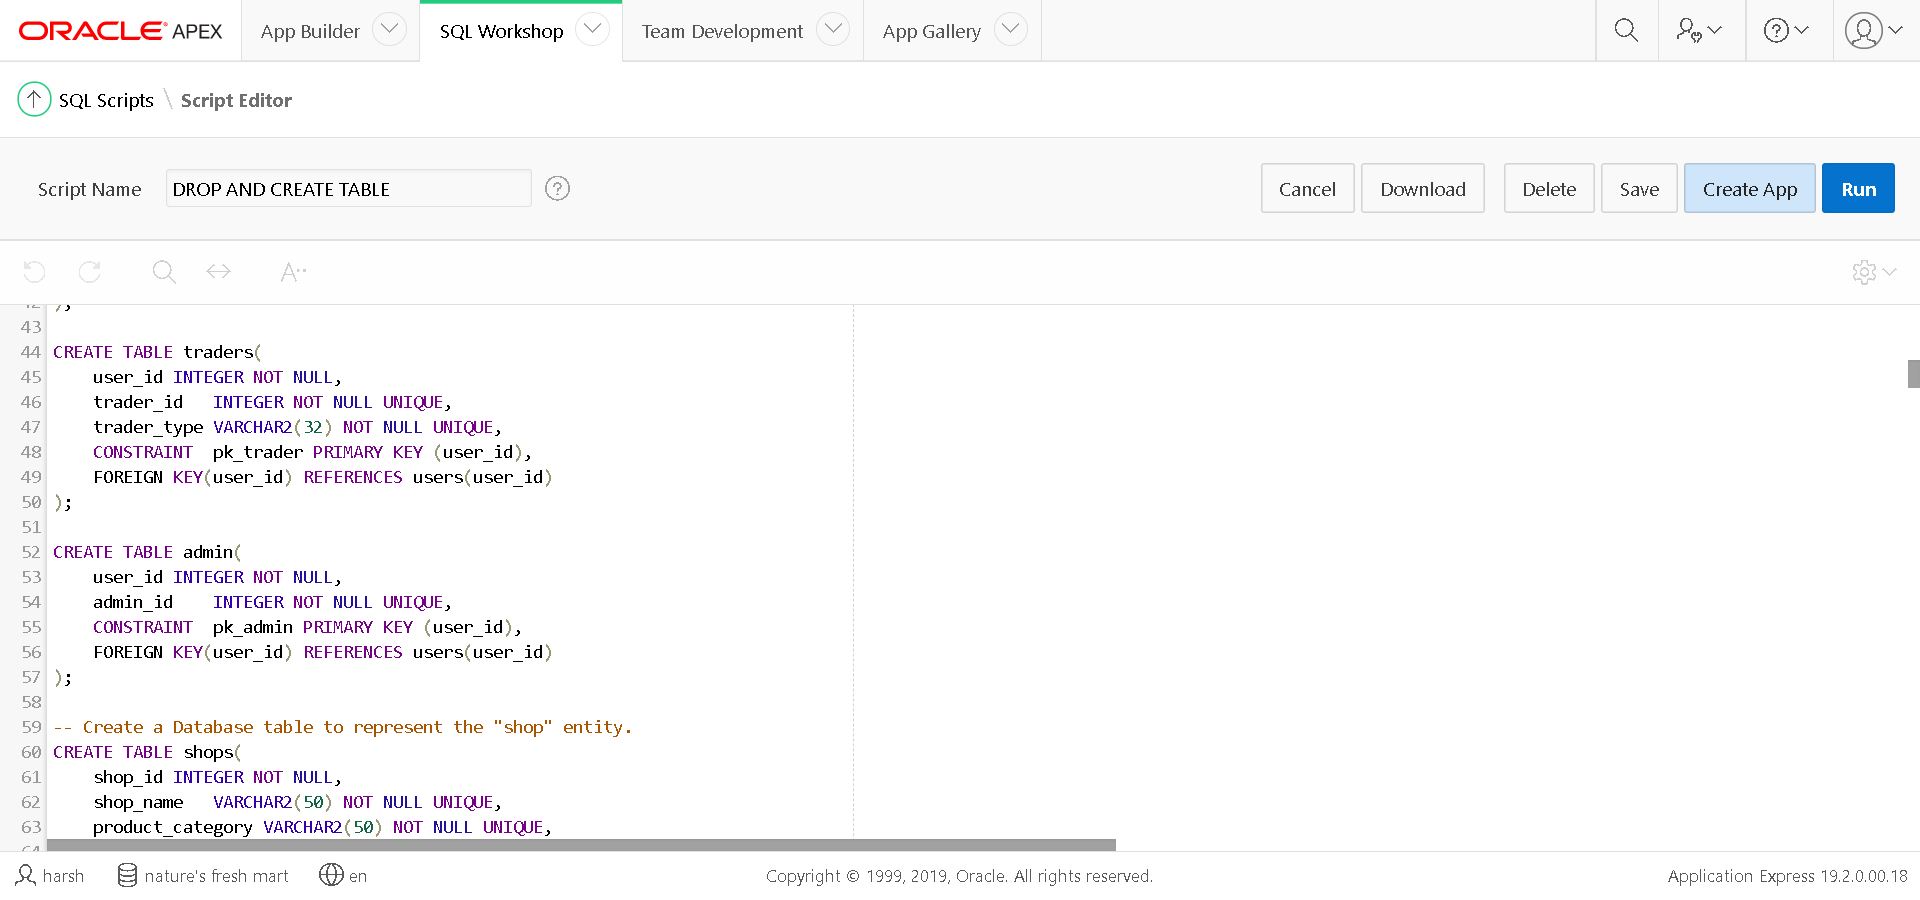 ORACLE APEX App Builder SQL Workshop Team Development App Gallery
SQL Scripts \ Script Editor
Script Name DROP AND CREATE TABLE ? Cancel Download Delete Save Create App Run
42 );
43
44 CREATE TABLE traders(
45 user_id INTEGER NOT NULL,
46 trader_id INTEGER NOT NULL UNIQUE,
47 trader_type VARCHAR2(32) NOT NULL UNIQUE,
48 CONSTRAINT pk_trader PRIMARY KEY (user_id),
49 FOREIGN KEY(user_id) REFERENCES users(user_id)
50 );
51
52 CREATE TABLE admin(
53 user_id INTEGER NOT NULL,
54 admin_id INTEGER NOT NULL UNIQUE,
55 CONSTRAINT pk_admin PRIMARY KEY (user_id),
56 FOREIGN KEY(user_id) REFERENCES users(user_id)
57 );
58
59 -- Create a Database table to represent the "shop" entity.
60 CREATE TABLE shops(
61 shop_id INTEGER NOT NULL,
62 shop_name VARCHAR2(50) NOT NULL UNIQUE,
63 product_category VARCHAR2(50) NOT NULL UNIQUE,
64
harsh nature's fresh mart en Copyright © 1999, 2019, Oracle. All rights reserved. Application Express 19.2.0.00.18